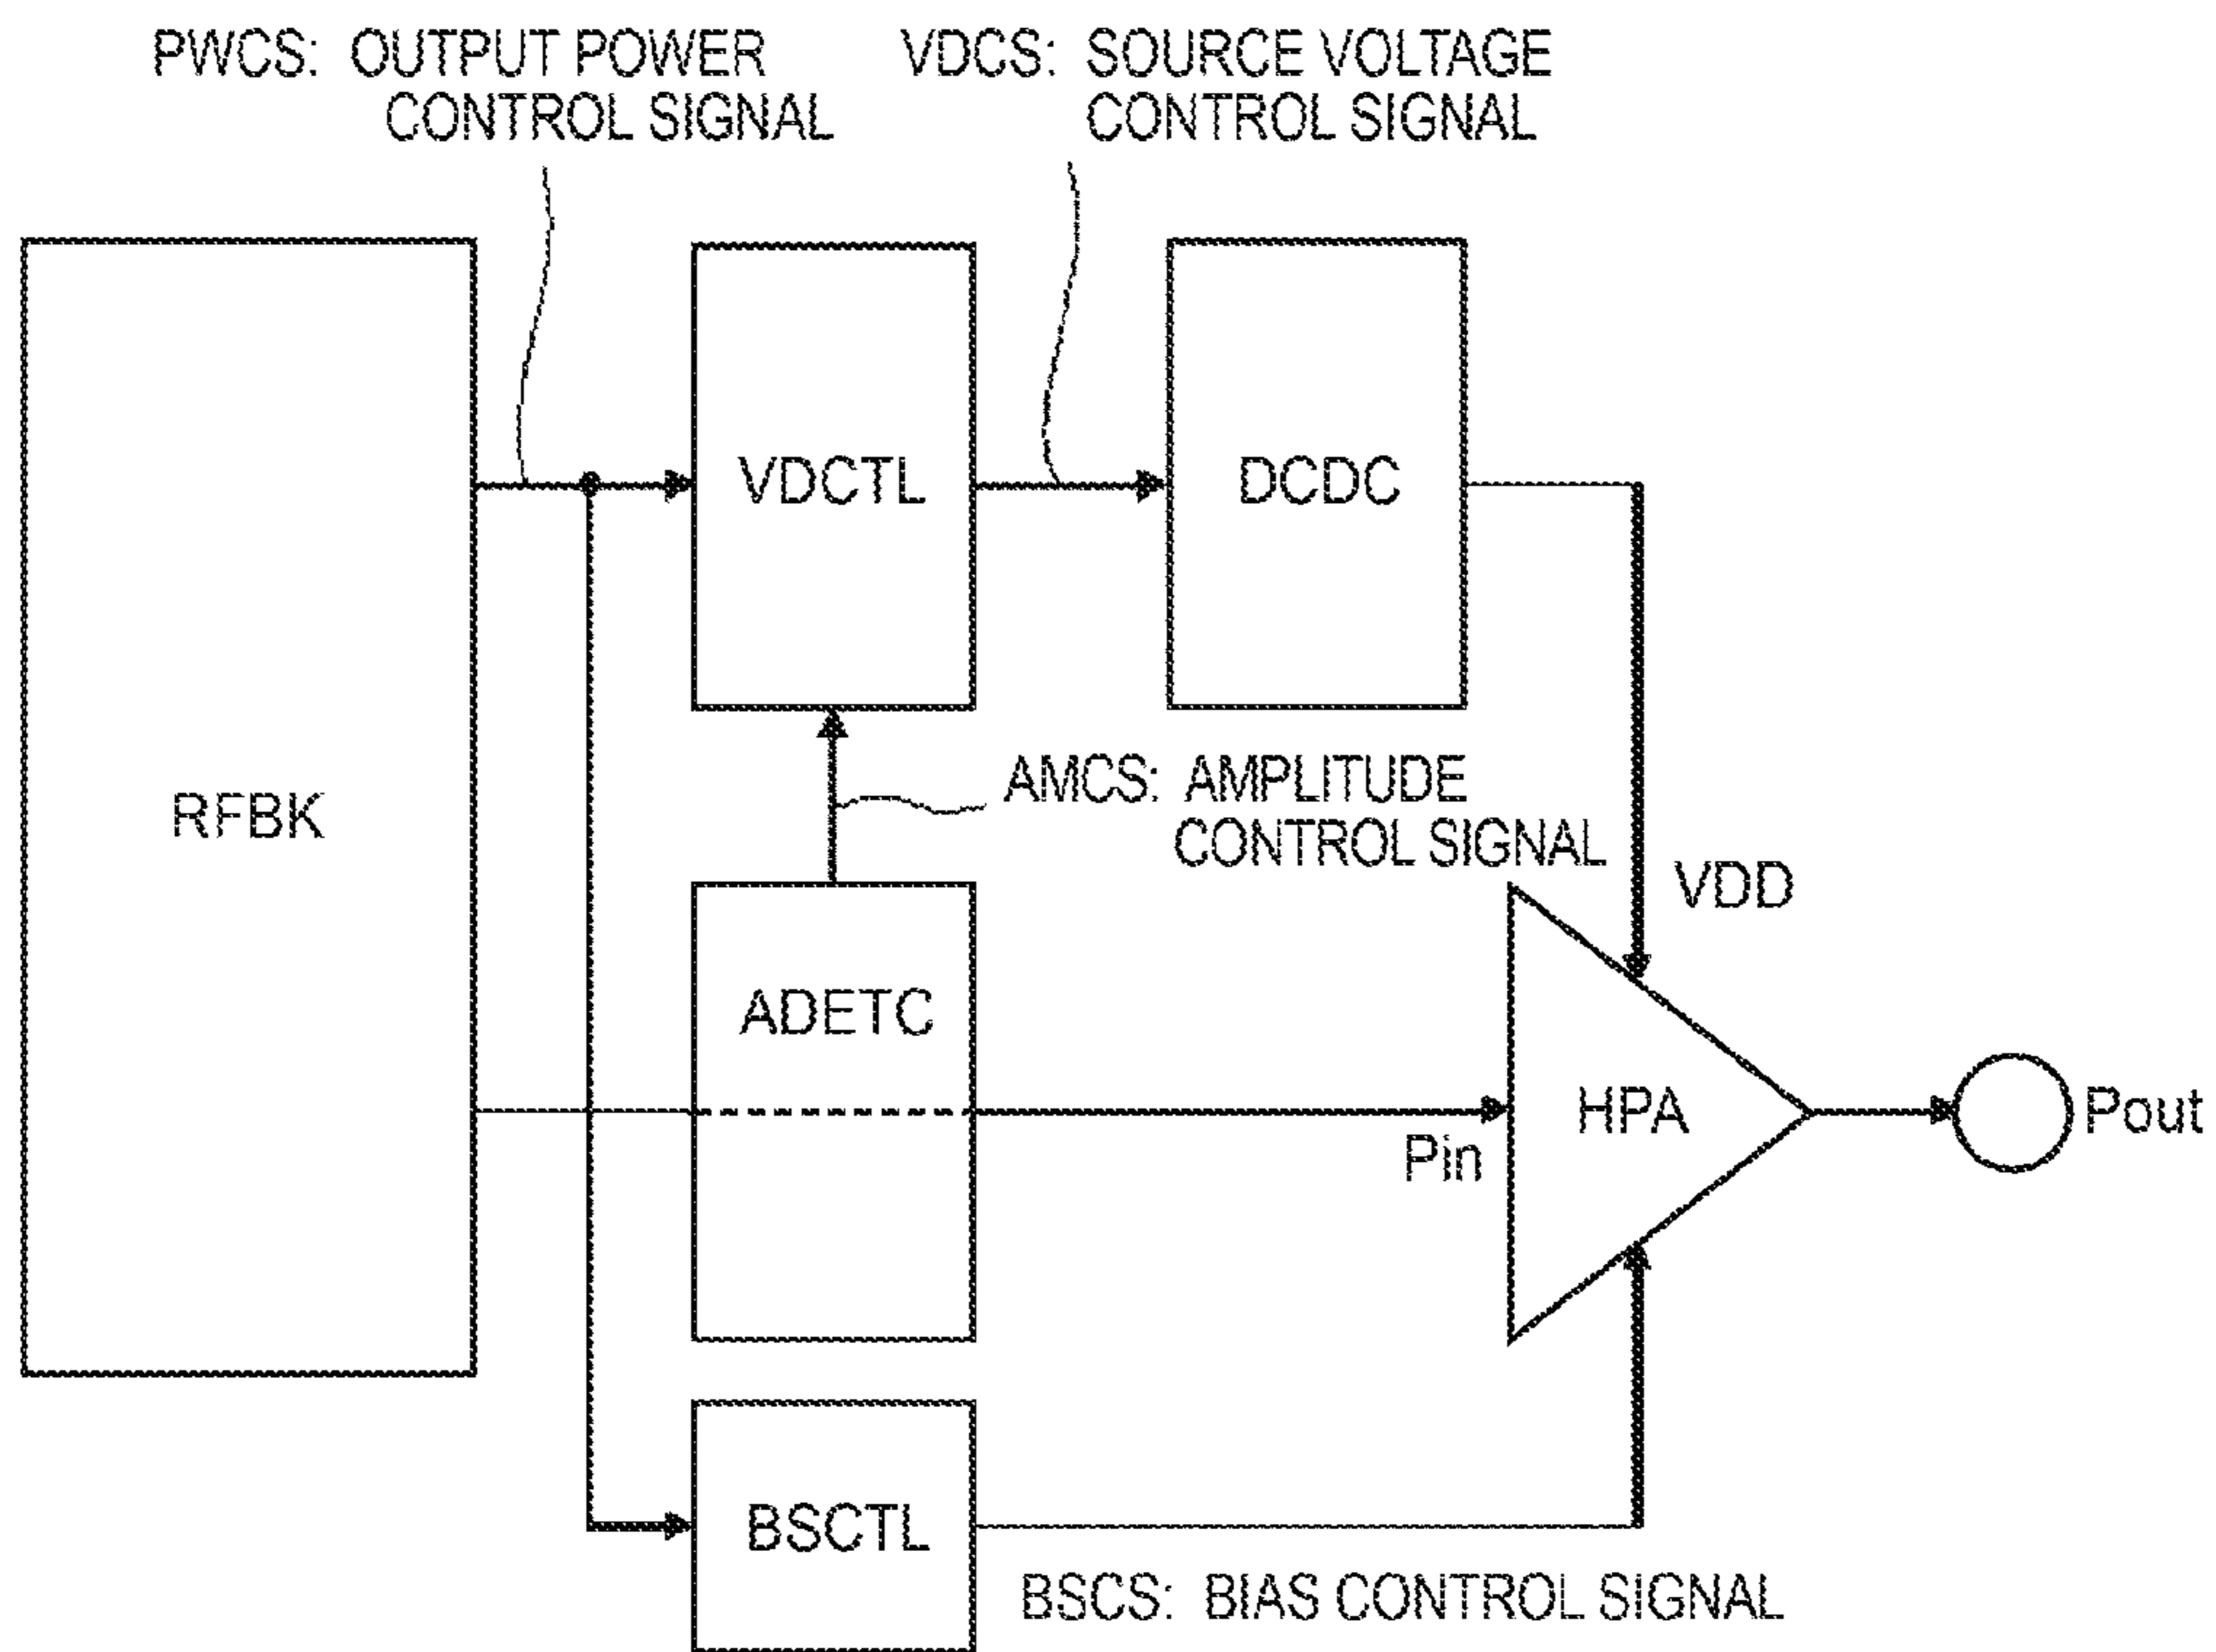 PWCS: OUTPUT POWER
CONTROL SIGNAL
VDCS: SOURCE VOLTAGE
CONTROL SIGNAL
VDCTL
DCDC
RFBK
AMCS: AMPLITUDE
CONTROL SIGNAL
VDD
ADETC
HPA
Pout
Pin
BSCTL
BSCS: BIAS CONTROL SIGNAL